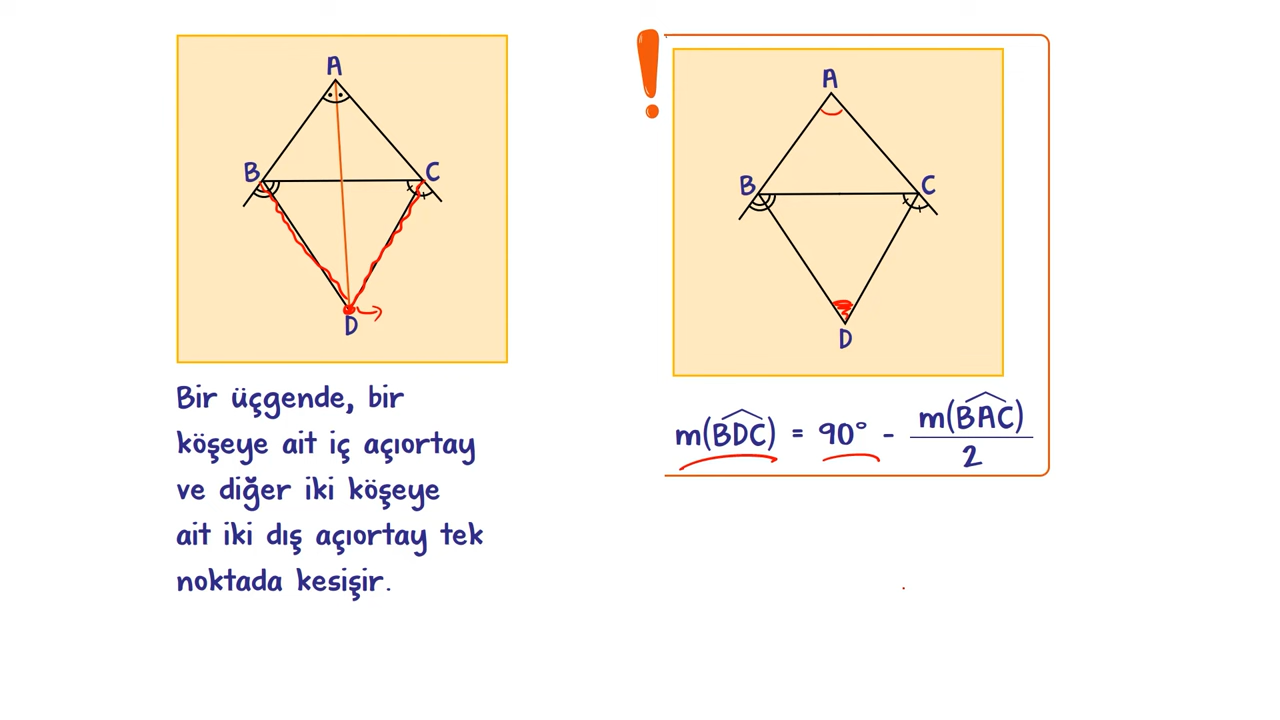 A
B
C
D
Bir üçgende, bir
köşeye ait iç açıortay
ve diğer iki köşeye
ait iki dış açıortay tek
noktada kesişir.
!
A
B
C
D
m(BDC) = 90° - m(BAC)
2